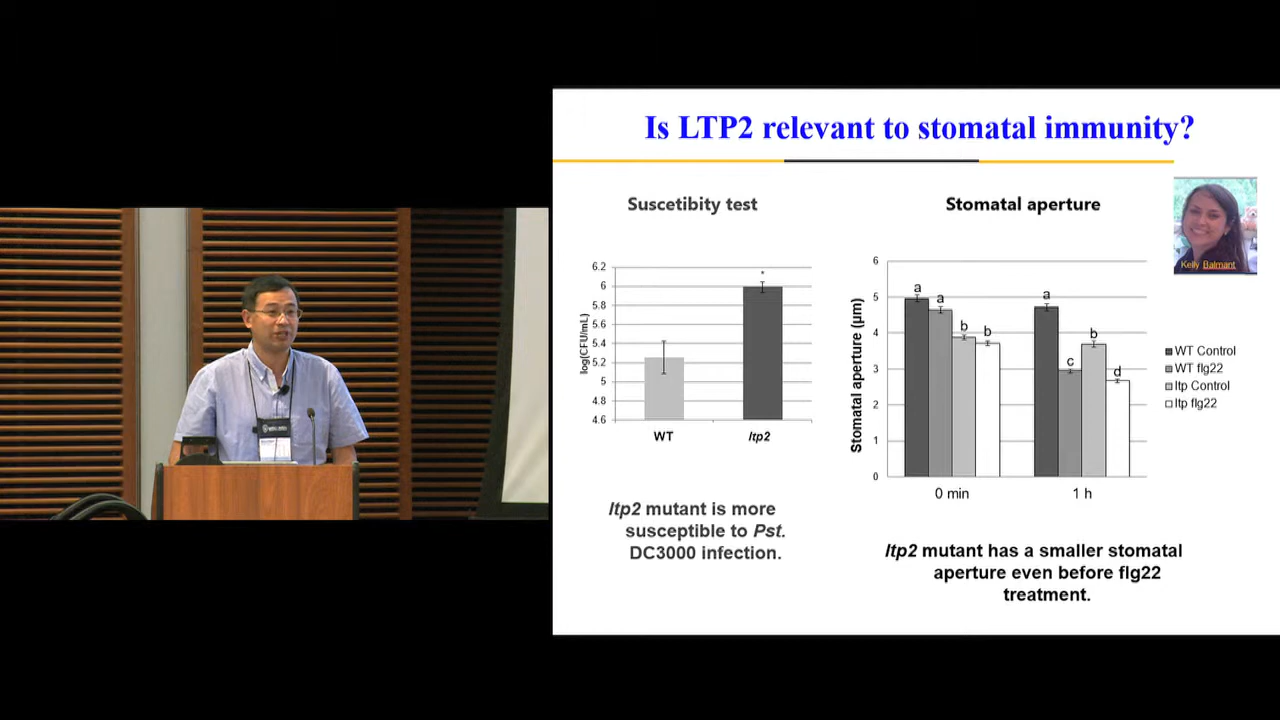 Is LTP2 relevant to stomatal immunity?
Suscetibity test
Stomatal aperture
Kelly Balmant
log(CFU/mL)
6.2
6
5.8
5.6
5.4
5.2
5
4.8
4.6
*
WT
ltp2
Stomatal aperture (µm)
6
5
4
3
2
1
0
a
a
b
b
a
c
b
d
0 min
1 h
WT Control
WT flg22
ltp Control
ltp flg22
ltp2 mutant is more
susceptible to Pst.
DC3000 infection.
ltp2 mutant has a smaller stomatal
aperture even before flg22
treatment.